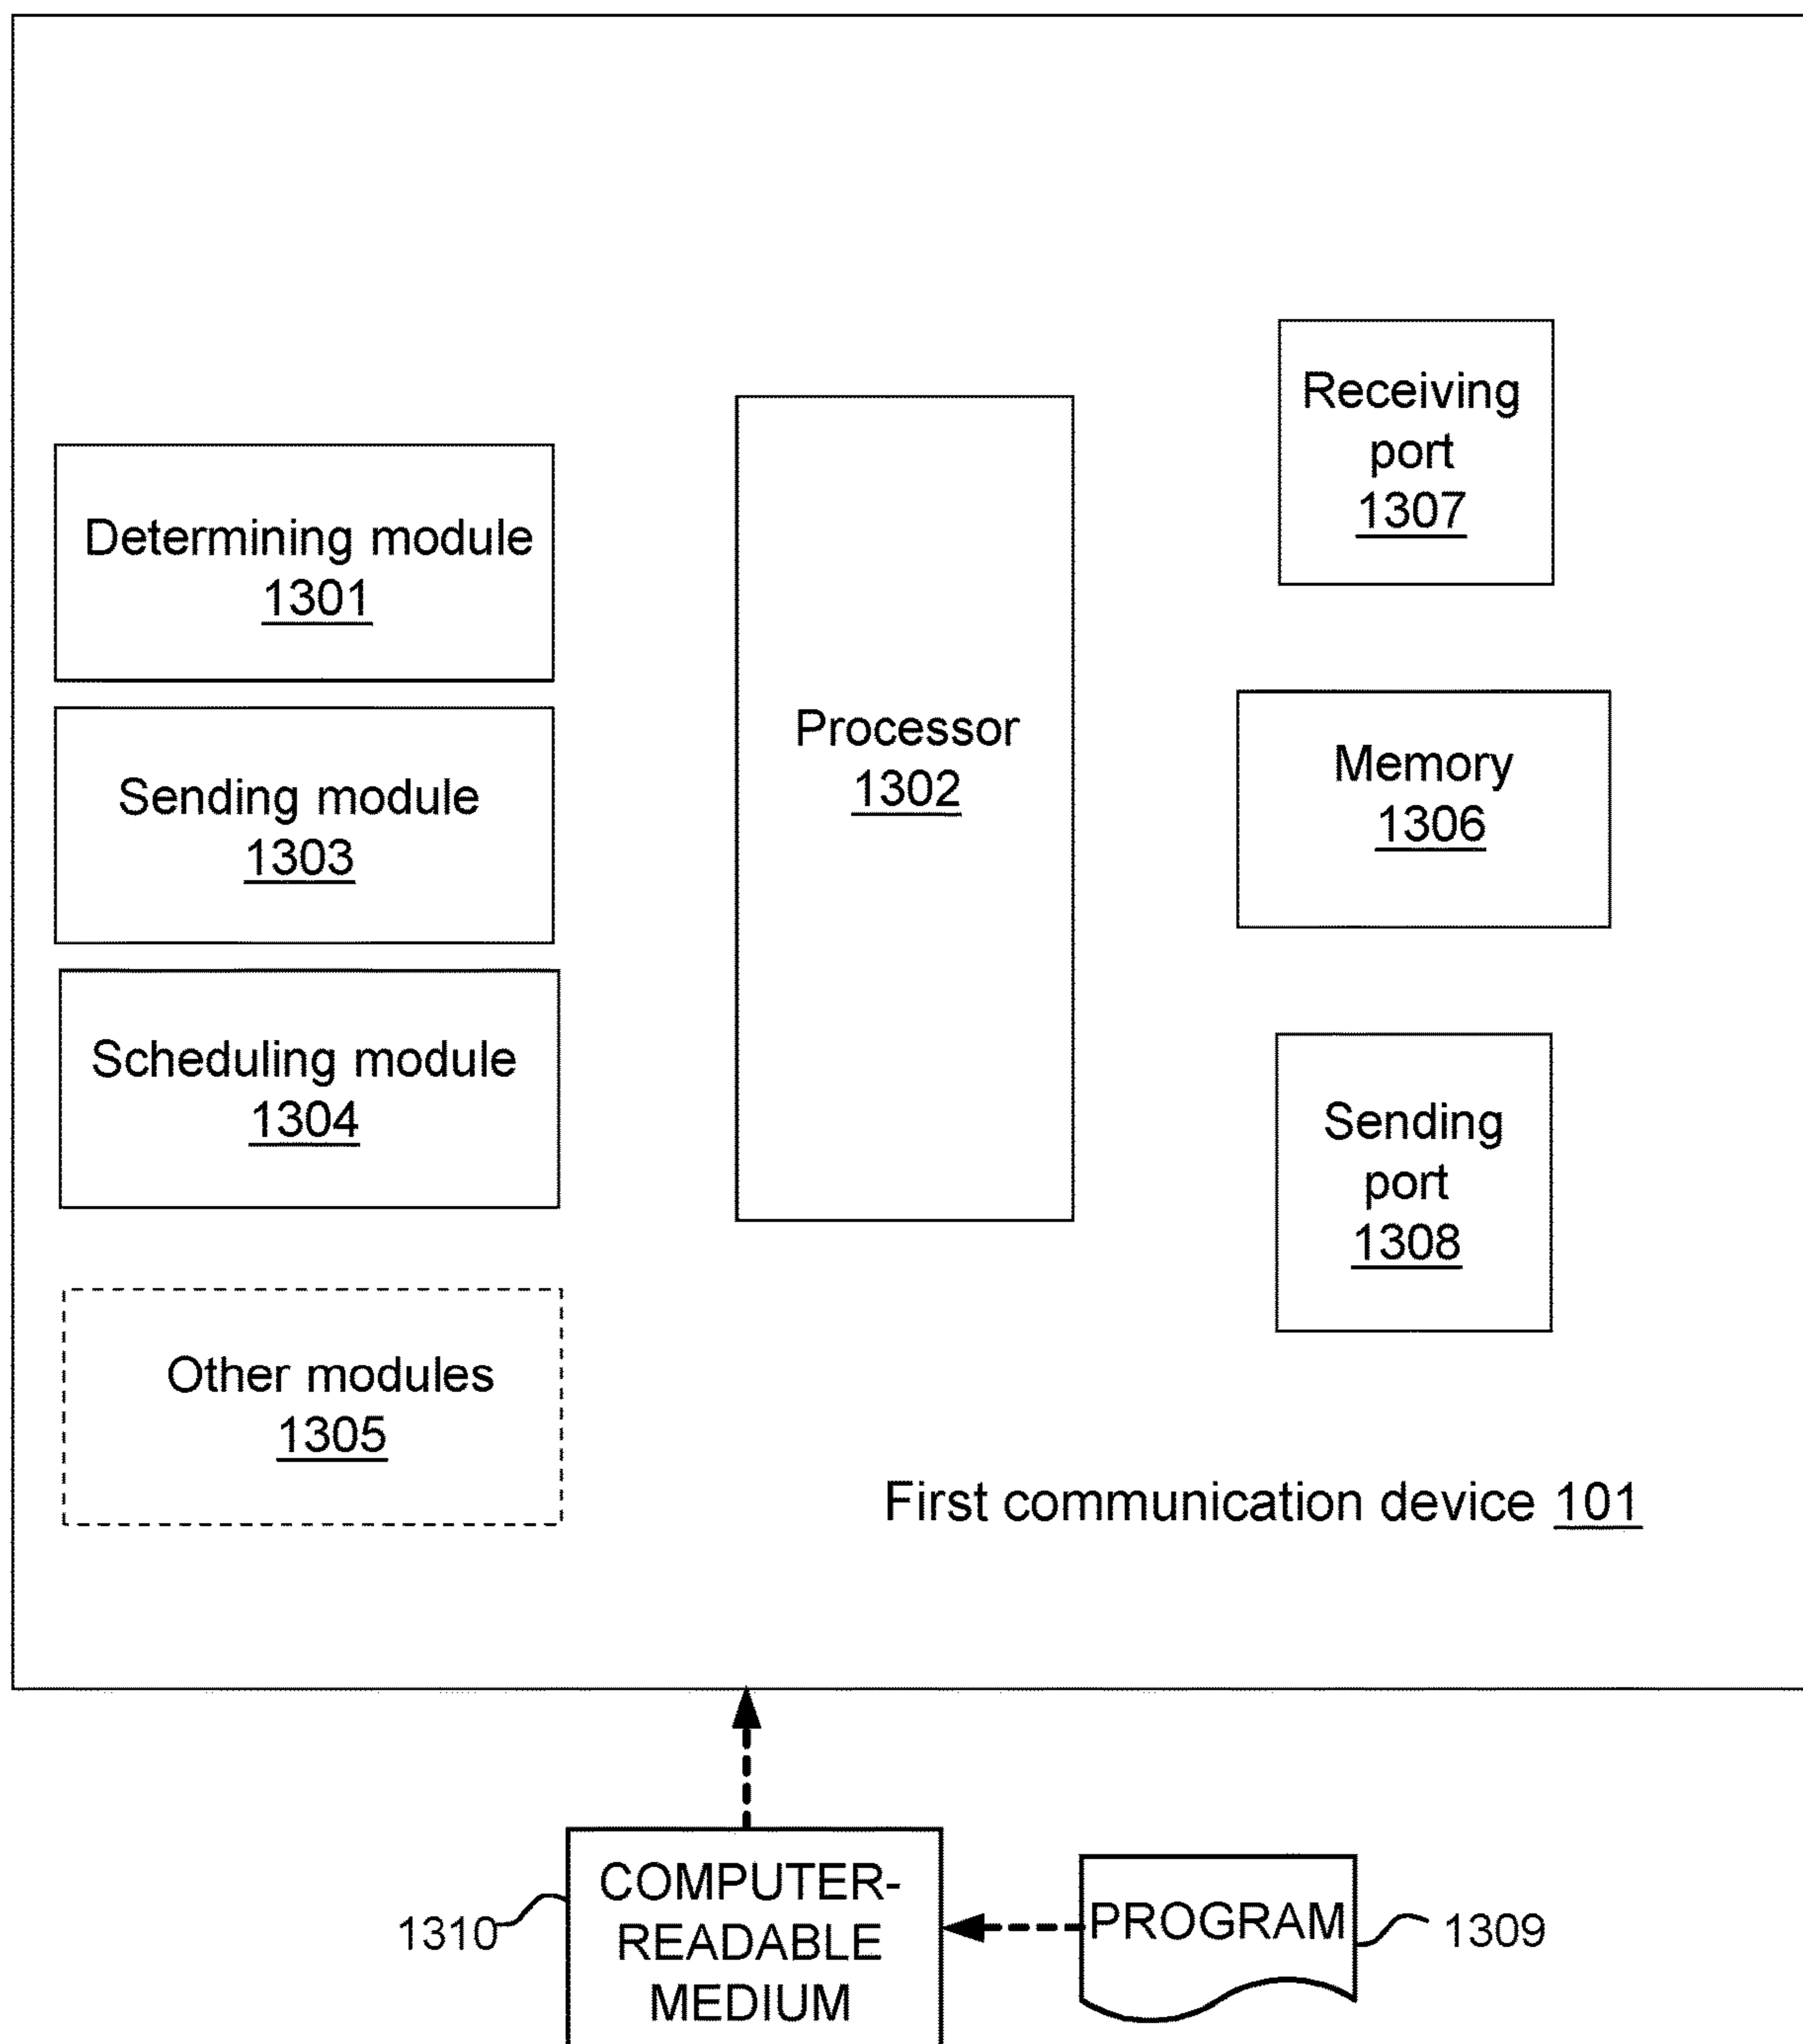 Determining module
1301
Sending module
1303
Scheduling module
1304
Other modules
1305
Processor
1302
Receiving
port
1307
Memory
1306
Sending
port
1308
First communication device 101
1310
COMPUTER-
READABLE
MEDIUM
PROGRAM
1309